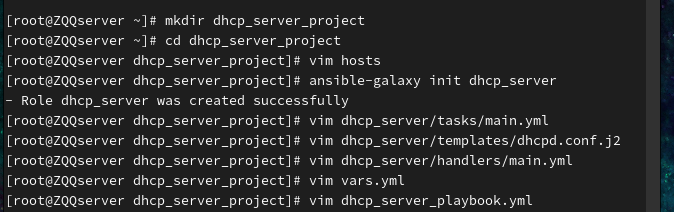 [root@ZQQserver ~]# mkdir dhcp_server_project
[root@ZQQserver ~]# cd dhcp_server_project
[root@ZQQserver dhcp_server_project]# vim hosts
[root@ZQQserver dhcp_server_project]# ansible-galaxy init dhcp_server
- Role dhcp_server was created successfully
[root@ZQQserver dhcp_server_project]# vim dhcp_server/tasks/main.yml
[root@ZQQserver dhcp_server_project]# vim dhcp_server/templates/dhcpd.conf.j2
[root@ZQQserver dhcp_server_project]# vim dhcp_server/handlers/main.yml
[root@ZQQserver dhcp_server_project]# vim vars.yml
[root@ZQQserver dhcp_server_project]# vim dhcp_server_playbook.yml